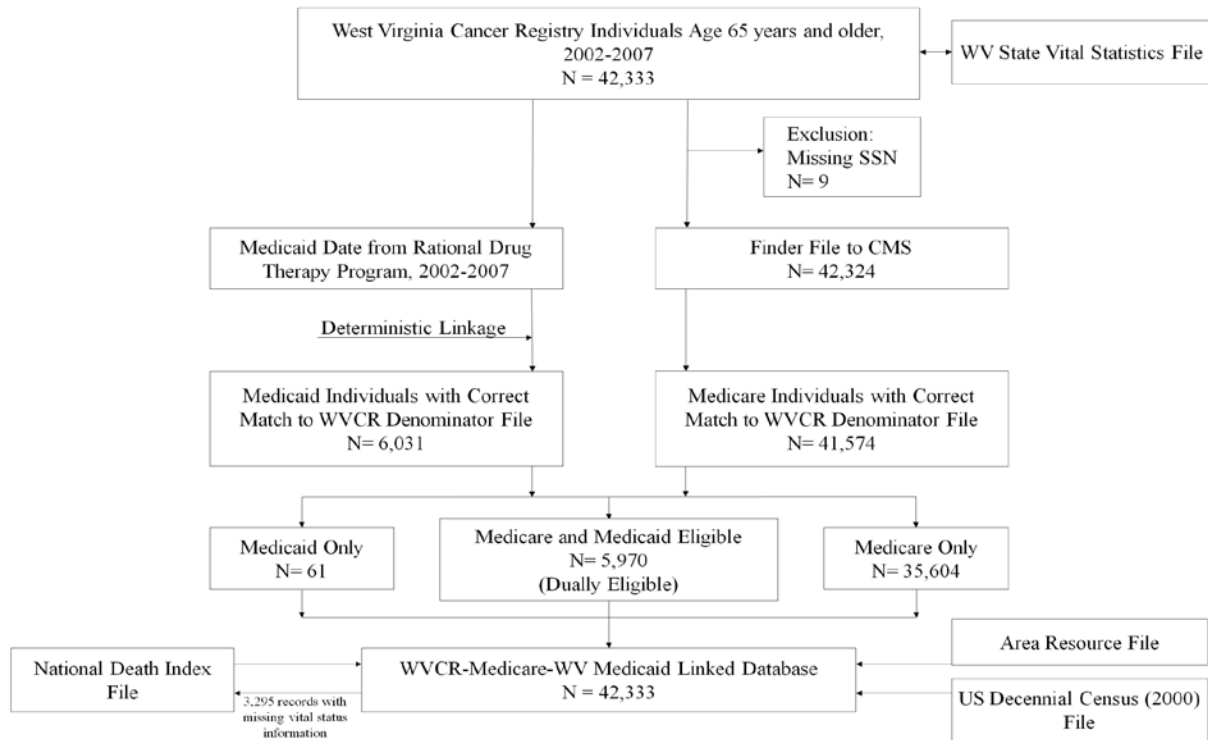 West Virginia Cancer Registry Individuals Age 65 years and older,
2002-2007
N = 42,333
WV State Vital Statistics File
Exclusion:
Missing SSN
N= 9
Medicaid Date from Rational Drug
Therapy Program, 2002-2007
Finder File to CMS
N= 42,324
Deterministic Linkage
Medicaid Individuals with Correct
Match to WVCR Denominator File
N= 6,031
Medicare Individuals with Correct
Match to WVCR Denominator File
N= 41,574
Medicaid Only
N= 61
Medicare and Medicaid Eligible
N= 5,970
(Dually Eligible)
Medicare Only
N= 35,604
National Death Index
File
3,295 records with
missing vital status
information
WVCR-Medicare-WV Medicaid Linked Database
N = 42,333
Area Resource File
US Decennial Census (2000)
File